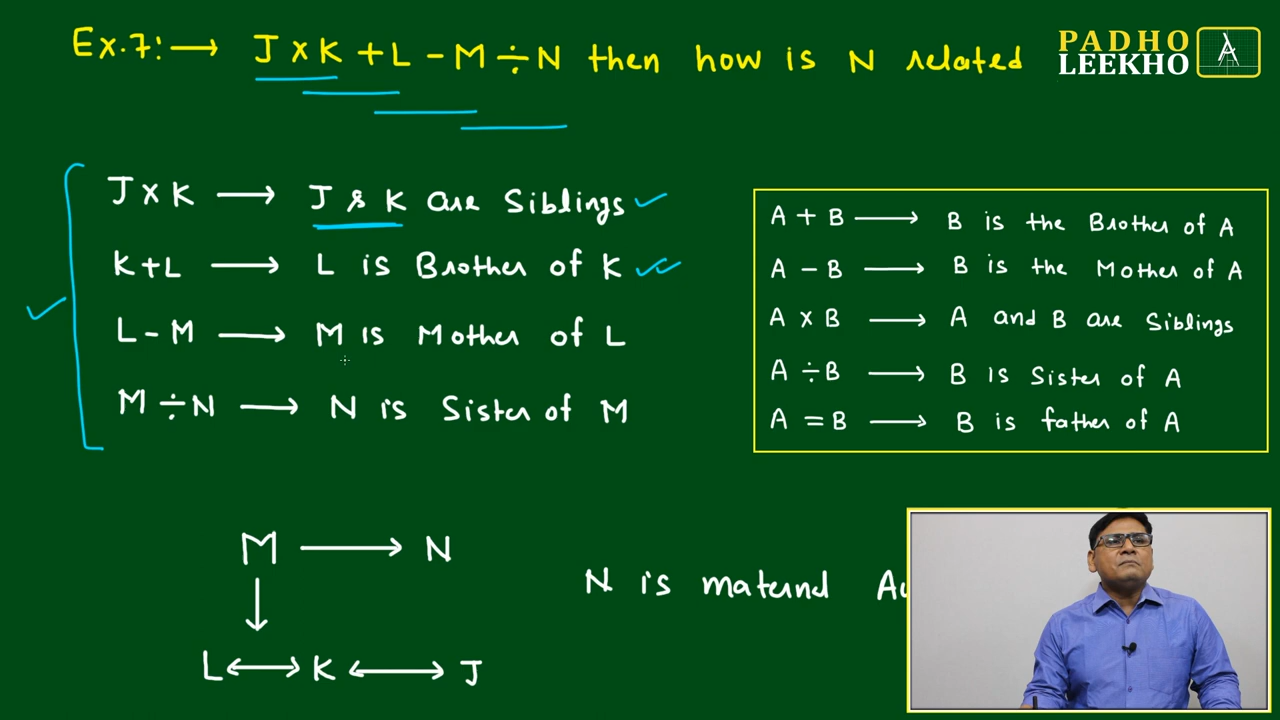 Ex.7:⟶ J x K + L - M ÷ N then how is N related
PADHO
LEEKHO
J x K ⟶ J & K are Siblings
K + L ⟶ L is Brother of K
L - M ⟶ M is Mother of L
M ÷ N ⟶ N is Sister of M
A + B ⟶ B is the Brother of A
A - B ⟶ B is the Mother of A
A x B ⟶ A and B are Siblings
A ÷ B ⟶ B is Sister of A
A = B ⟶ B is father of A
M ⟶ N
L ⟷ K ⟷ J
N is maternd